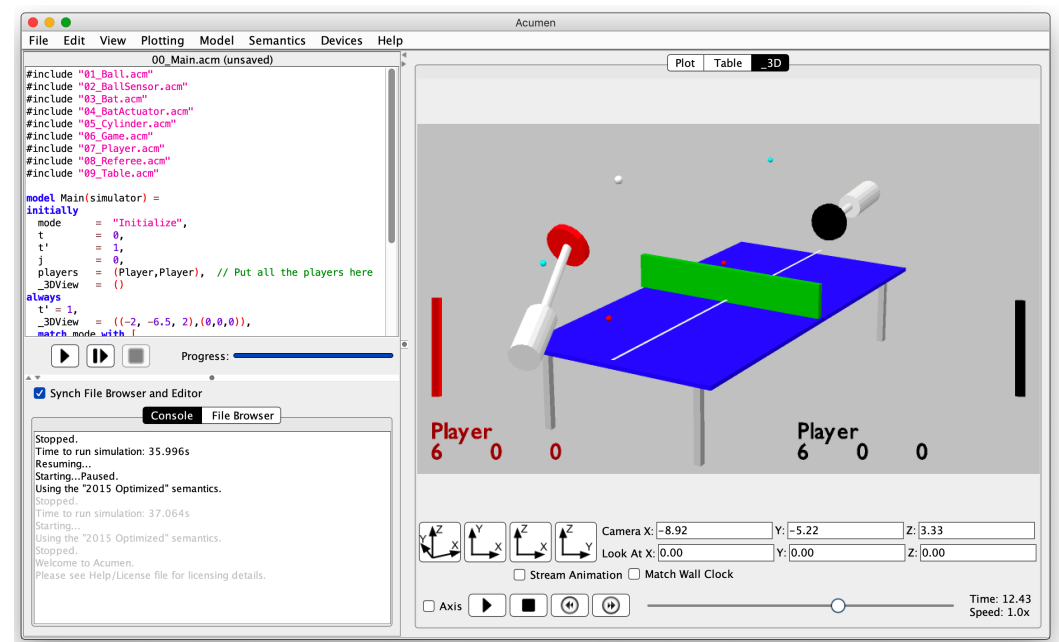 Acumen
File Edit View Plotting Model Semantics Devices Help
00_Main.acm (unsaved)
#include "01_Ball.acm"
#include "02_BallSensor.acm"
#include "03_Bat.acm"
#include "04_BatActuator.acm"
#include "05_Cylinder.acm"
#include "06_Game.acm"
#include "07_Player.acm"
#include "08_Referee.acm"
#include "09_Table.acm"
model Main(simulator) =
initially
mode = "Initialize",
t = 0,
t' = 1,
j = 0,
players = (Player,Player), // Put all the players here
_3DView = ()
always
t' = 1,
_3DView = ((-2, -6.5, 2),(0,0,0)),
match mode with [
Progress:
Synch File Browser and Editor
Console File Browser
Stopped.
Time to run simulation: 35.996s
Resuming...
Starting...Paused.
Using the "2015 Optimized" semantics.
Stopped.
Time to run simulation: 37.064s
Starting...
Using the "2015 Optimized" semantics.
Stopped.
Welcome to Acumen.
Please see Help/License file for licensing details.
Plot Table _3D
Player Player
6 0 0 6 0 0
Z Y X Y X Z X Z Y
Camera X: -8.92 Y: -5.22 Z: 3.33
Look At X: 0.00 Y: 0.00 Z: 0.00
Stream Animation Match Wall Clock
Axis
Time: 12.43
Speed: 1.0x